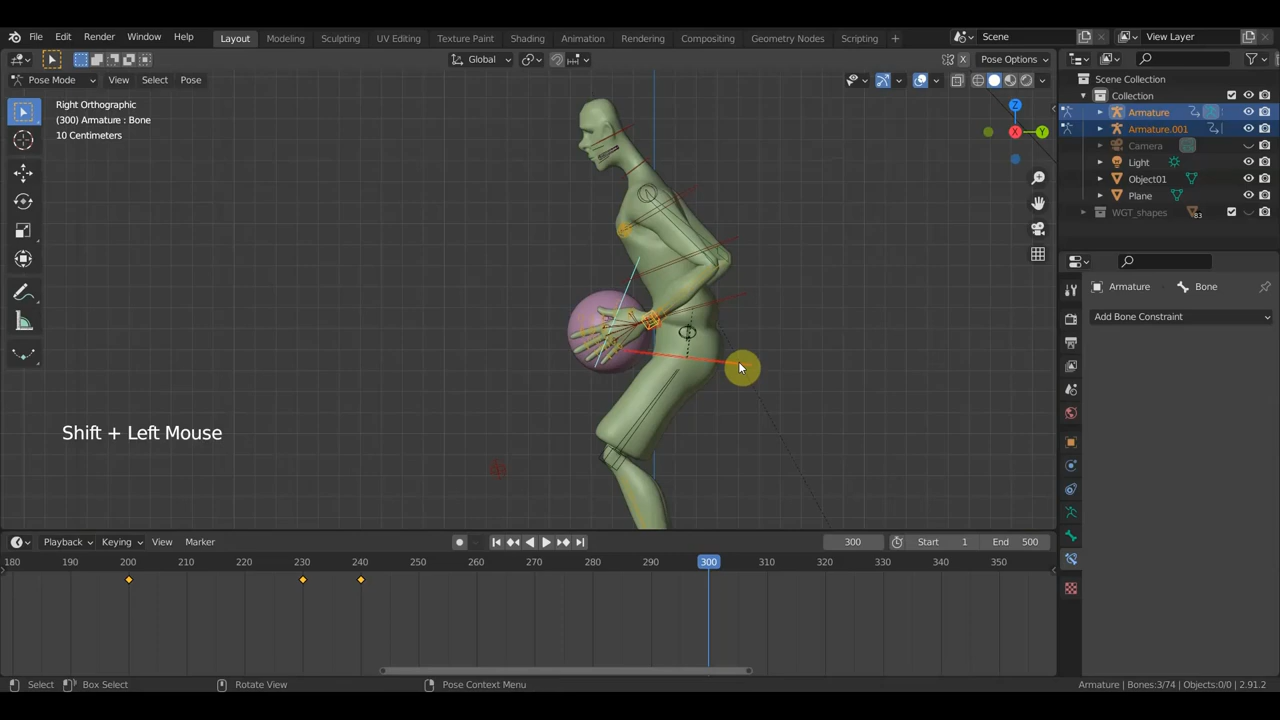 File Edit Render Window Help Layout Modeling Sculpting UV Editing Texture Paint Shading Animation Rendering Compositing Geometry Nodes Scripting + Scene View Layer
Global
Pose Mode View Select Pose X Pose Options
Right Orthographic
(300) Armature : Bone
10 Centimeters
Z
X Y
Shift + Left Mouse
Scene Collection
Collection
Armature
Armature.001
Camera
Light
Object01
Plane
WGT_shapes 83
Armature > Bone
Add Bone Constraint
Playback Keying View Marker 300 Start 1 End 500
180 190 200 210 220 230 240 250 260 270 280 290 300 310 320 330 340 350
Select Box Select Rotate View Pose Context Menu Armature | Bones:3/74 | Objects:0/0 | 2.91.2